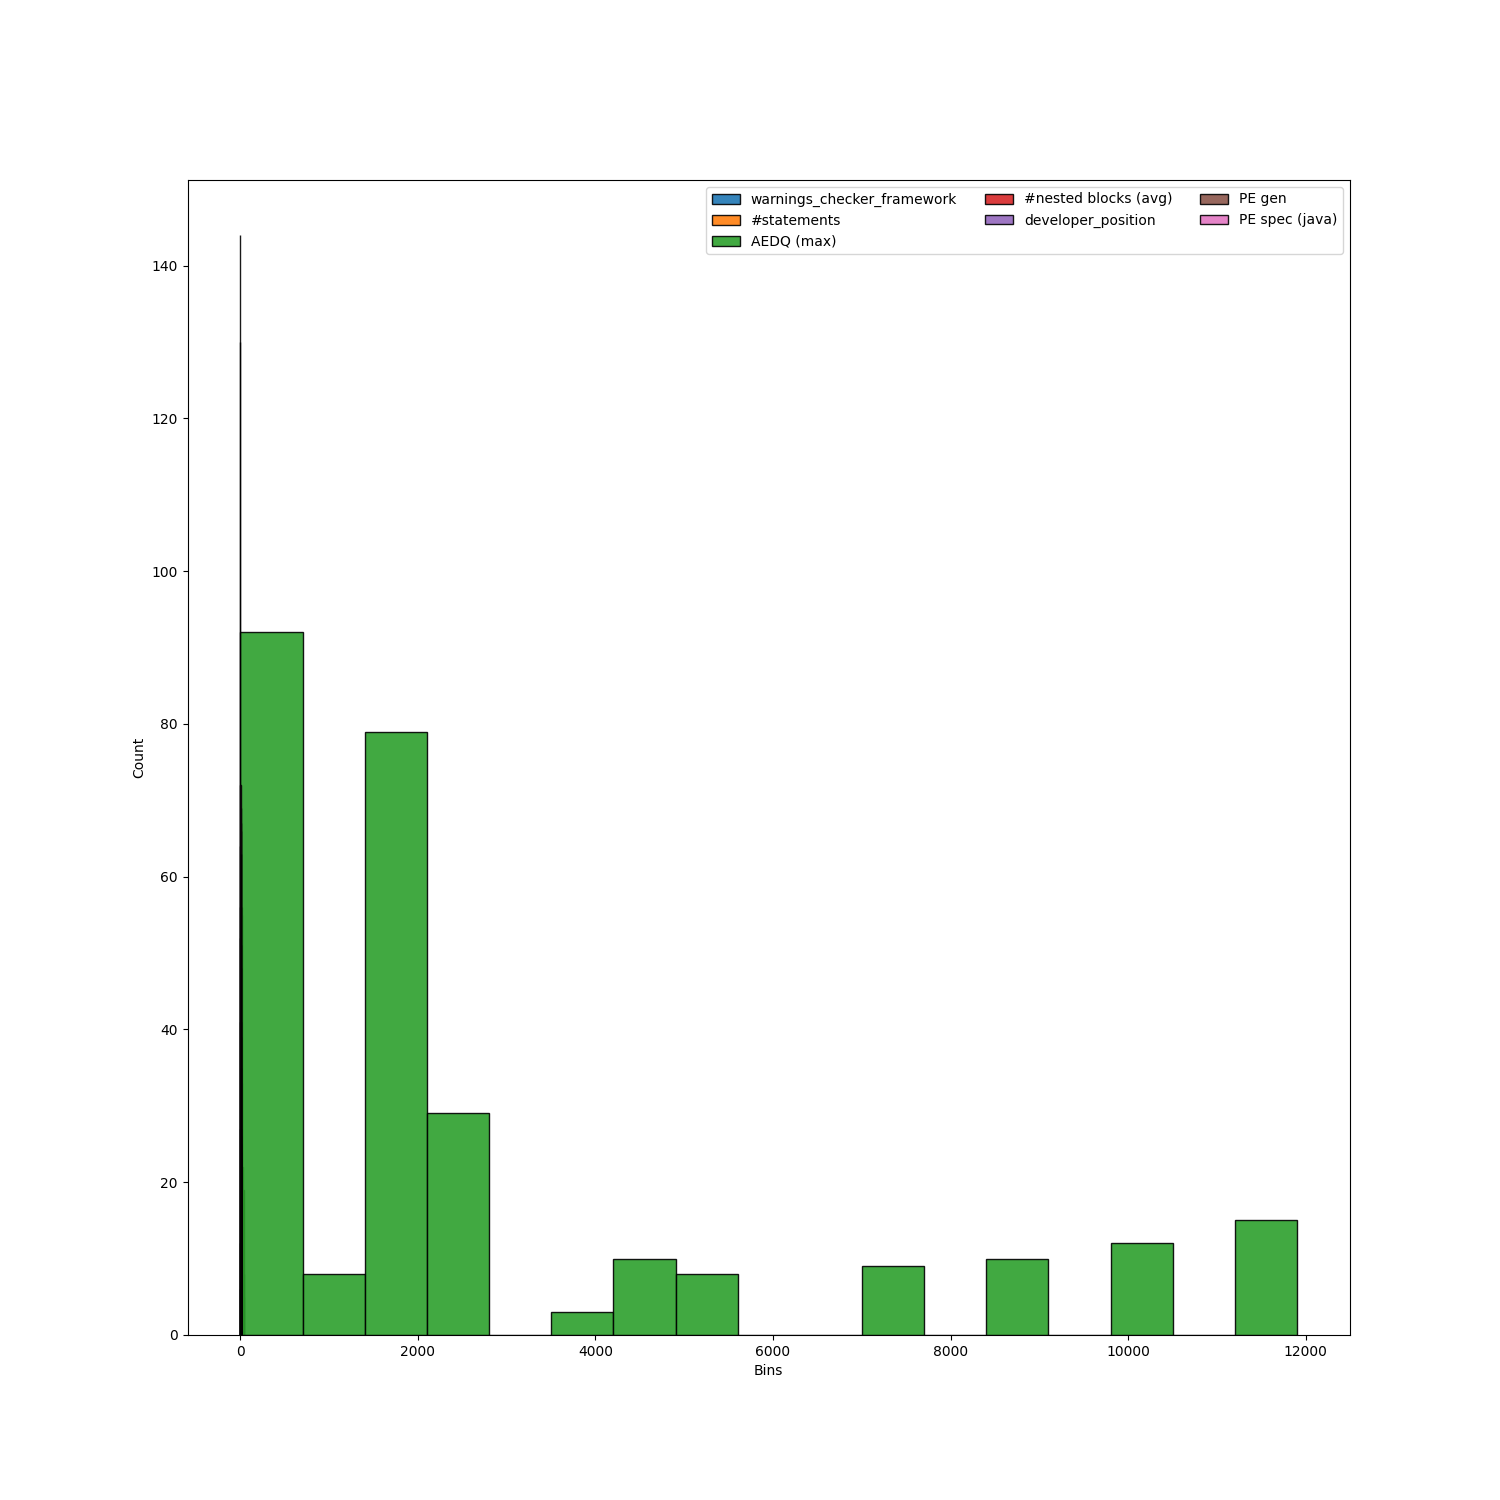 warnings_checker_framework
#statements
AEDQ (max)
#nested blocks (avg)
developer_position
PE gen
PE spec (java)
140
120
100
80
60
40
20
0
Count
0 2000 4000 6000 8000 10000 12000
Bins